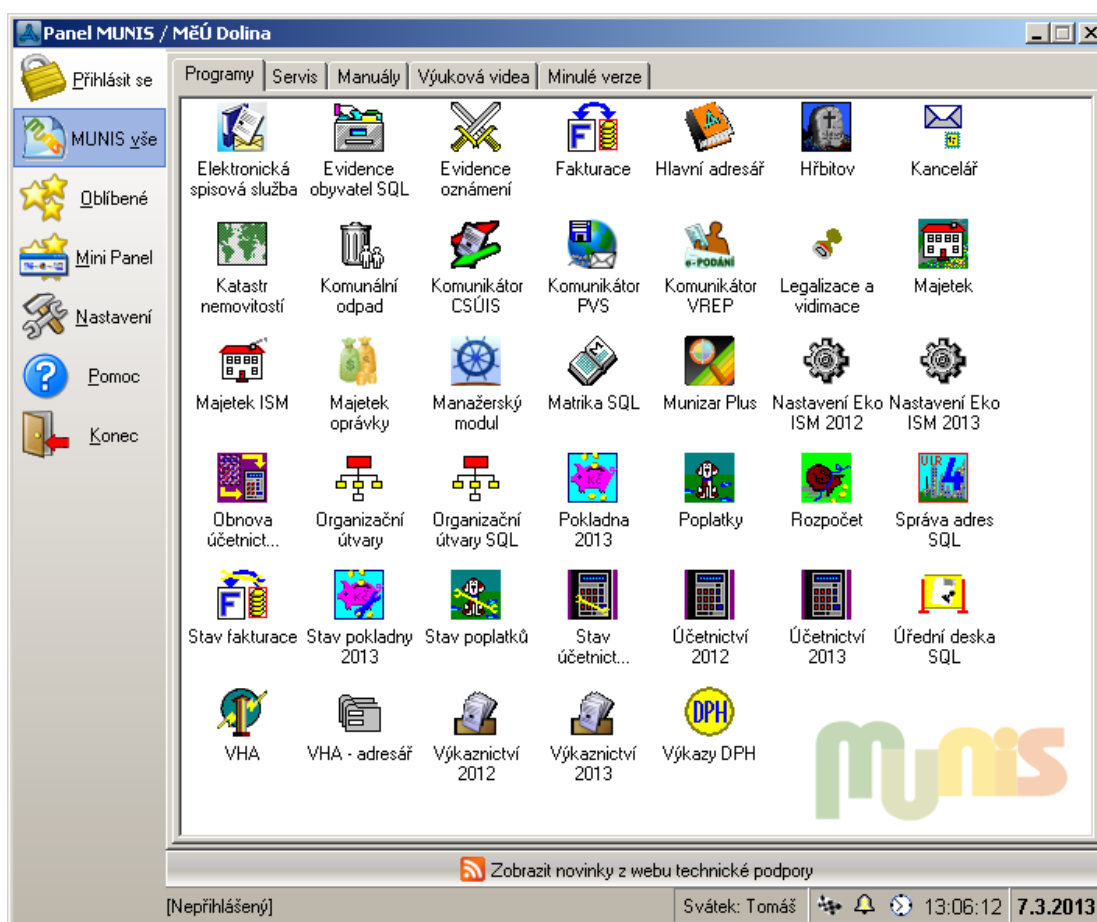 Panel MUNIS / MěÚ Dolina
Přihlásit se
MUNIS vše
Oblíbené
Mini Panel
Nastavení
Pomoc
Konec
Programy Servis Manuály Výuková videa Minulé verze
Elektronická spisová služba
Evidence obyvatel SQL
Evidence oznámení
Fakturace
Hlavní adresář
Hřbitov
Kancelář
Katastr nemovitostí
Komunální odpad
Komunikátor CSÚIS
Komunikátor PVS
e-PODÁNÍ
Komunikátor VREP
Legalizace a vidimace
Majetek
Majetek ISM
Majetek oprávky
Manažerský modul
Matrika SQL
Munizar Plus
Nastavení Eko ISM 2012
Nastavení Eko ISM 2013
Obnova účetnict...
Organizační útvary
Organizační útvary SQL
Kč
Pokladna 2013
Poplatky
Rozpočet
UIR 4
Správa adres SQL
F
Stav fakturace
Kč
Stav pokladny 2013
Stav poplatků
Stav účetnict...
Účetnictví 2012
Účetnictví 2013
Úřední deska SQL
VHA
VHA - adresář
Výkaznictví 2012
Výkaznictví 2013
DPH
Výkazy DPH
munis
Zobrazit novinky z webu technické podpory
[Nepřihlášený]
Svátek: Tomáš
13:06:12
7.3.2013